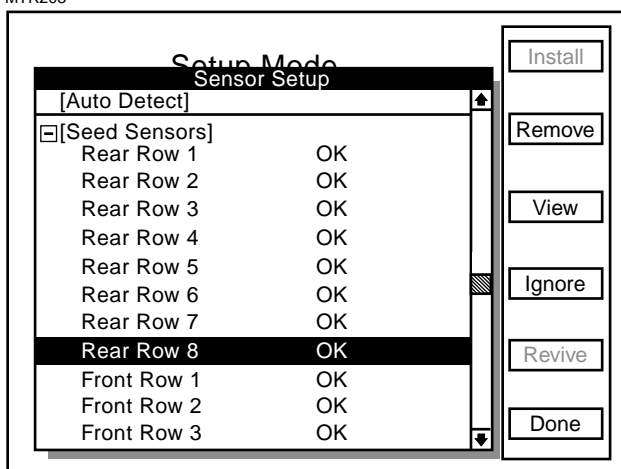 Setup Mode
Sensor Setup
[Auto Detect]
[Seed Sensors]
Rear Row 1 OK
Rear Row 2 OK
Rear Row 3 OK
Rear Row 4 OK
Rear Row 5 OK
Rear Row 6 OK
Rear Row 7 OK
Rear Row 8 OK
Front Row 1 OK
Front Row 2 OK
Front Row 3 OK
Install
Remove
View
Ignore
Revive
Done